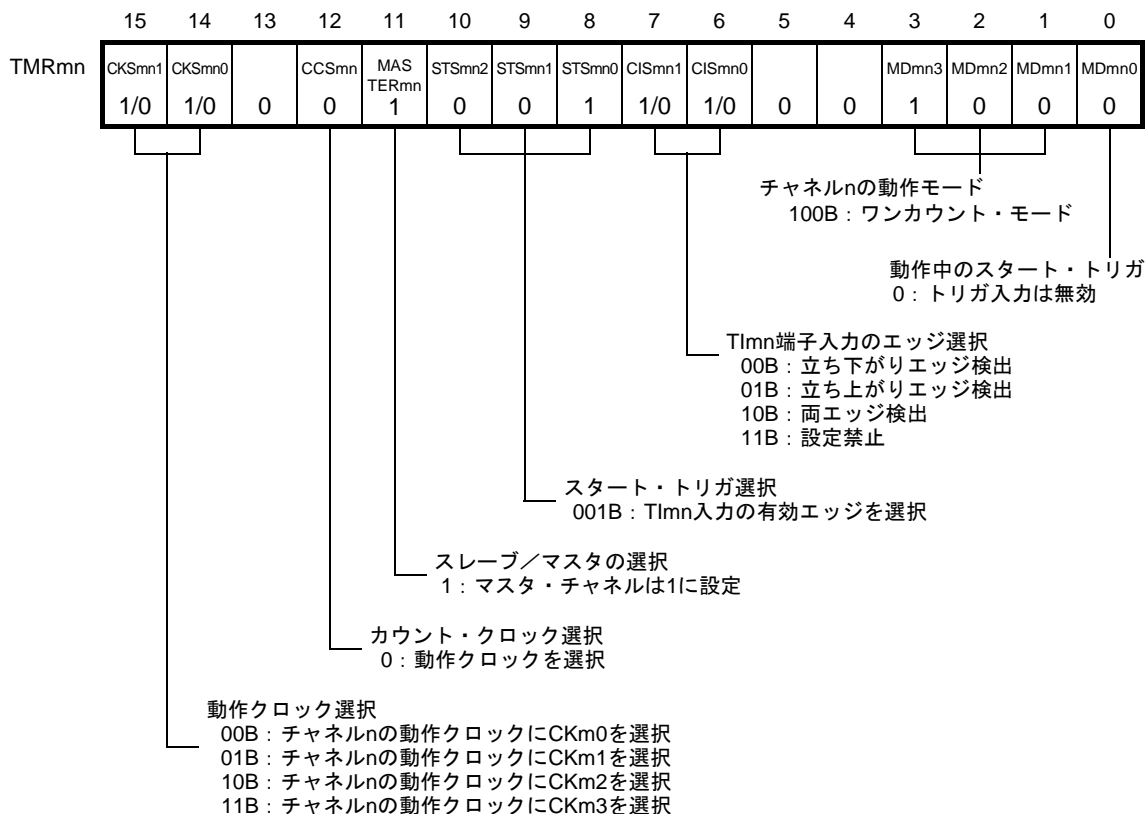 15 14 13 12 11 10 9 8 7 6 5 4 3 2 1 0
TMRmn CKSmn1 CKSmn0 CCSmn MAS TERmn STSmn2 STSmn1 STSmn0 CISmn1 CISmn0 MDmn3 MDmn2 MDmn1 MDmn0
1/0 1/0 0 0 1 0 0 1 1/0 1/0 0 0 1 0 0 0
チャネルnの動作モード
100B：ワンカウント・モード
動作中のスタート・トリガ
0：トリガ入力は無効
TImn端子入力のエッジ選択
00B：立ち下がりエッジ検出
01B：立ち上がりエッジ検出
10B：両エッジ検出
11B：設定禁止
スタート・トリガ選択
001B：TImn入力の有効エッジを選択
スレーブ／マスタの選択
1：マスタ・チャネルは1に設定
カウント・クロック選択
0：動作クロックを選択
動作クロック選択
00B：チャネルnの動作クロックにCKm0を選択
01B：チャネルnの動作クロックにCKm1を選択
10B：チャネルnの動作クロックにCKm2を選択
11B：チャネルnの動作クロックにCKm3を選択